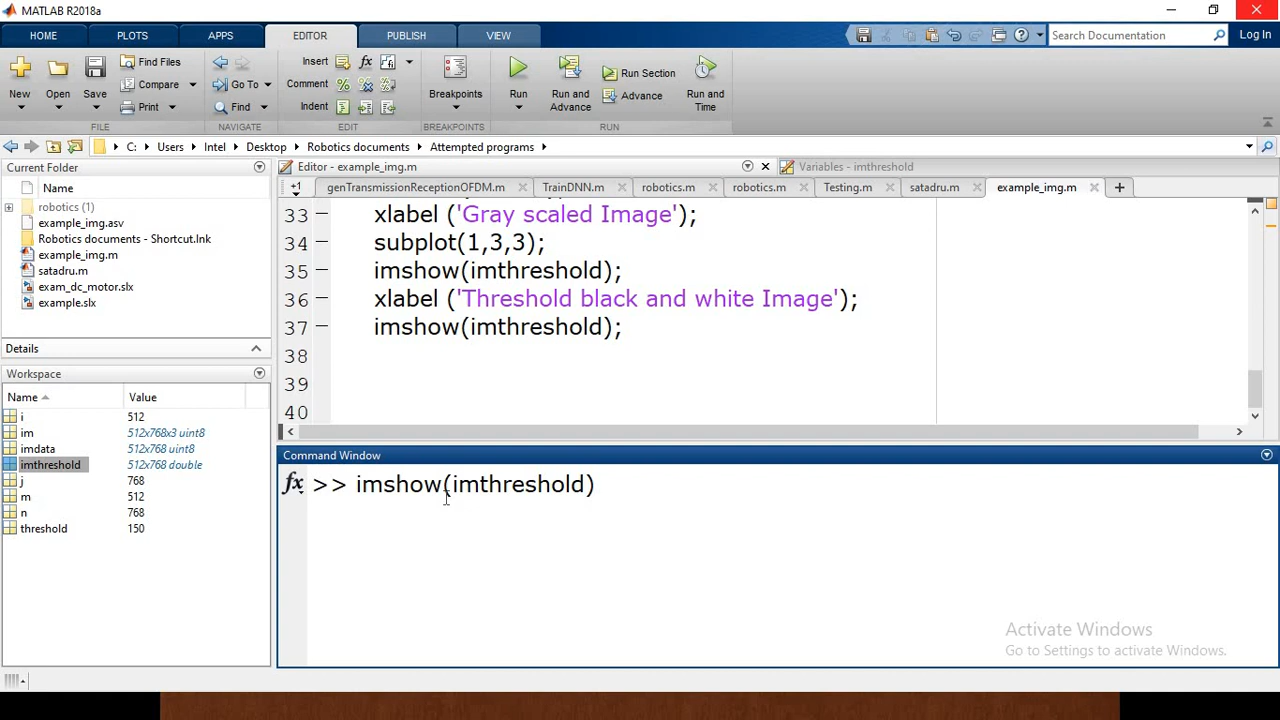 MATLAB R2018a
HOME PLOTS APPS EDITOR PUBLISH VIEW Search Documentation Log In
New Open Save Find Files Compare Print
Go To Find
Insert fx
Comment
Indent
Breakpoints
Run Run and Advance Run Section Advance Run and Time
FILE NAVIGATE EDIT BREAKPOINTS RUN
C: Users Intel Desktop Robotics documents Attempted programs
Current Folder
Name
robotics (1)
example_img.asv
Robotics documents - Shortcut.lnk
example_img.m
satadru.m
exam_dc_motor.slx
example.slx
Details
Workspace
Name Value
i 512
im 512x768x3 uint8
imdata 512x768 uint8
imthreshold 512x768 double
j 768
m 512
n 768
threshold 150
Editor - example_img.m Variables - imthreshold
genTransmissionReceptionOFDM.m TrainDNN.m robotics.m robotics.m Testing.m satadru.m example_img.m
33 xlabel ('Gray scaled Image');
34 subplot(1,3,3);
35 imshow(imthreshold);
36 xlabel ('Threshold black and white Image');
37 imshow(imthreshold);
38
39
40
Command Window
fx >> imshow(imthreshold)
Activate Windows
Go to Settings to activate Windows.